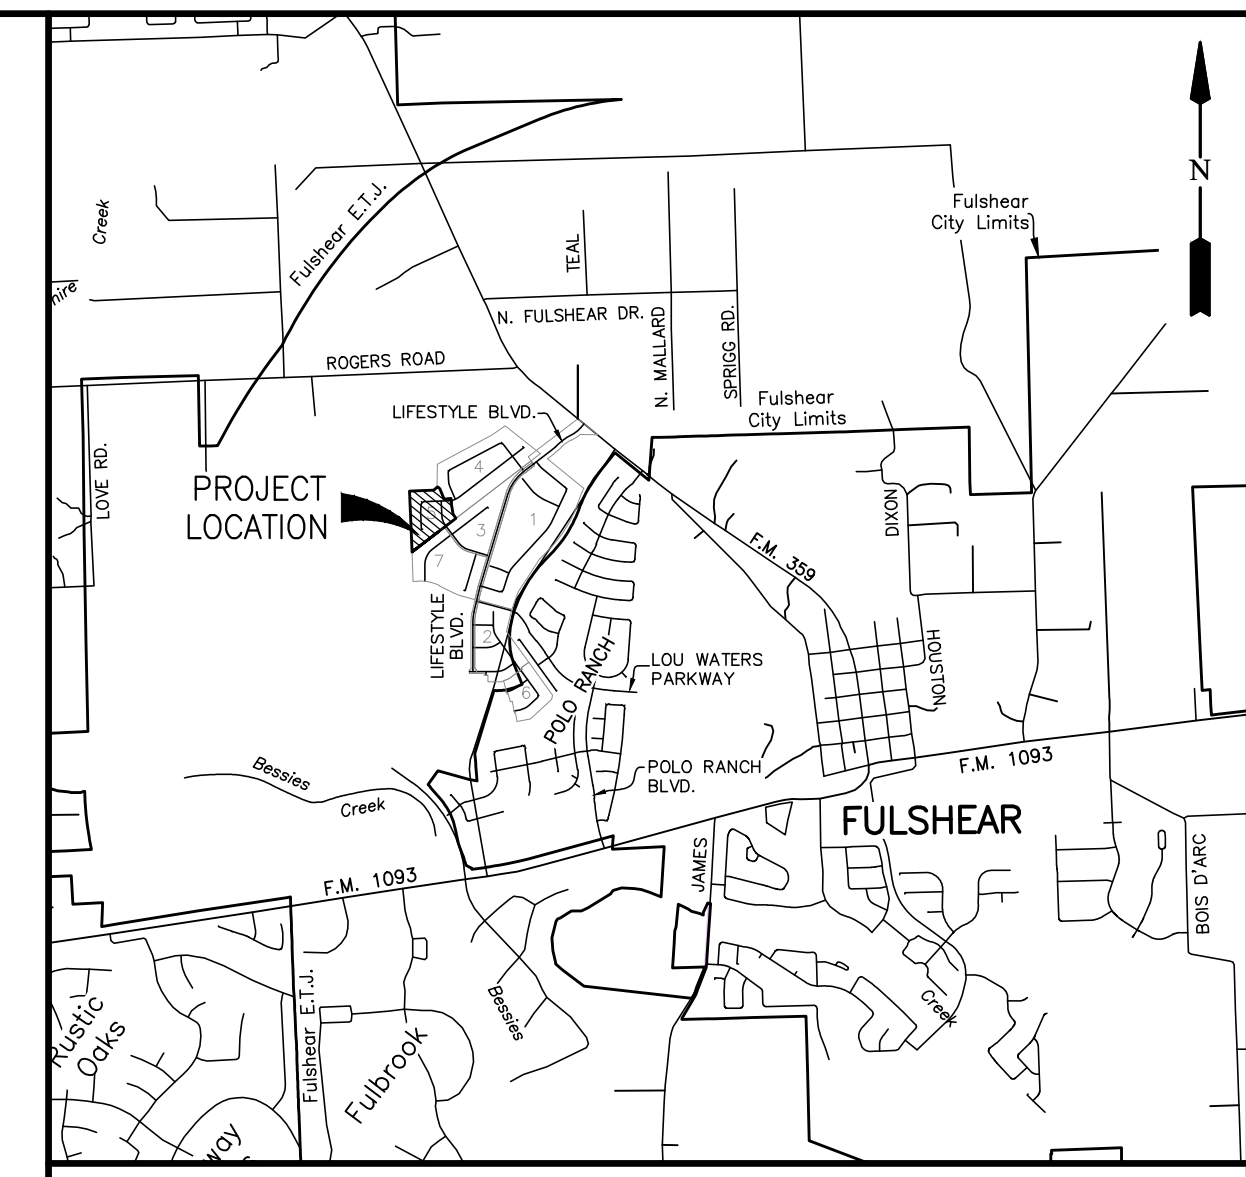 N
Creek
Fulshear E.T.J.
Fulshear
City Limits
TEAL
hire
N. FULSHEAR DR.
N. MALLARD
SPRIGG RD.
ROGERS ROAD
LIFESTYLE BLVD.
Fulshear
City Limits
LOVE RD.
PROJECT
LOCATION
4
3
1
7
2
6
DIXON
F.M. 359
LIFESTYLE
BLVD.
HOUSTON
LOU WATERS
PARKWAY
POLO RANCH
F.M. 1093
Bessies
Creek
POLO RANCH
BLVD.
FULSHEAR
JAMES
BOIS D'ARC
F.M. 1093
Fulshear E.T.J.
Bessies
Creek
Rustic
Oaks
Fulbrook
way